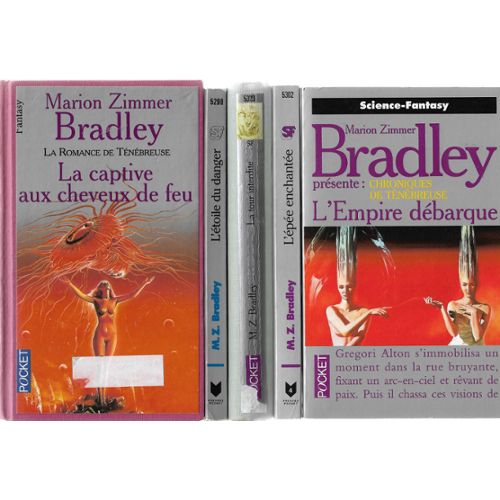 Fantasy
Marion Zimmer
Bradley
LA ROMANCE DE TÉNÉBREUSE
La captive
aux cheveux de feu
POCKET
5290
SF
L'étoile du danger
M. Z. Bradley
POCKET
La tour interdite
M. Z. Bradley
POCKET
5302
SF
L'épée enchantée
M. Z. Bradley
POCKET
Science-Fantasy
Marion Zimmer
Bradley
présente : CHRONIQUES
DE TÉNÉBREUSE
L'Empire débarque
Gregori Alton s'immobilisa un
moment dans la rue bruyante,
fixant un arc-en-ciel et rêvant de
paix. Puis il chassa ces visions de
POCKET